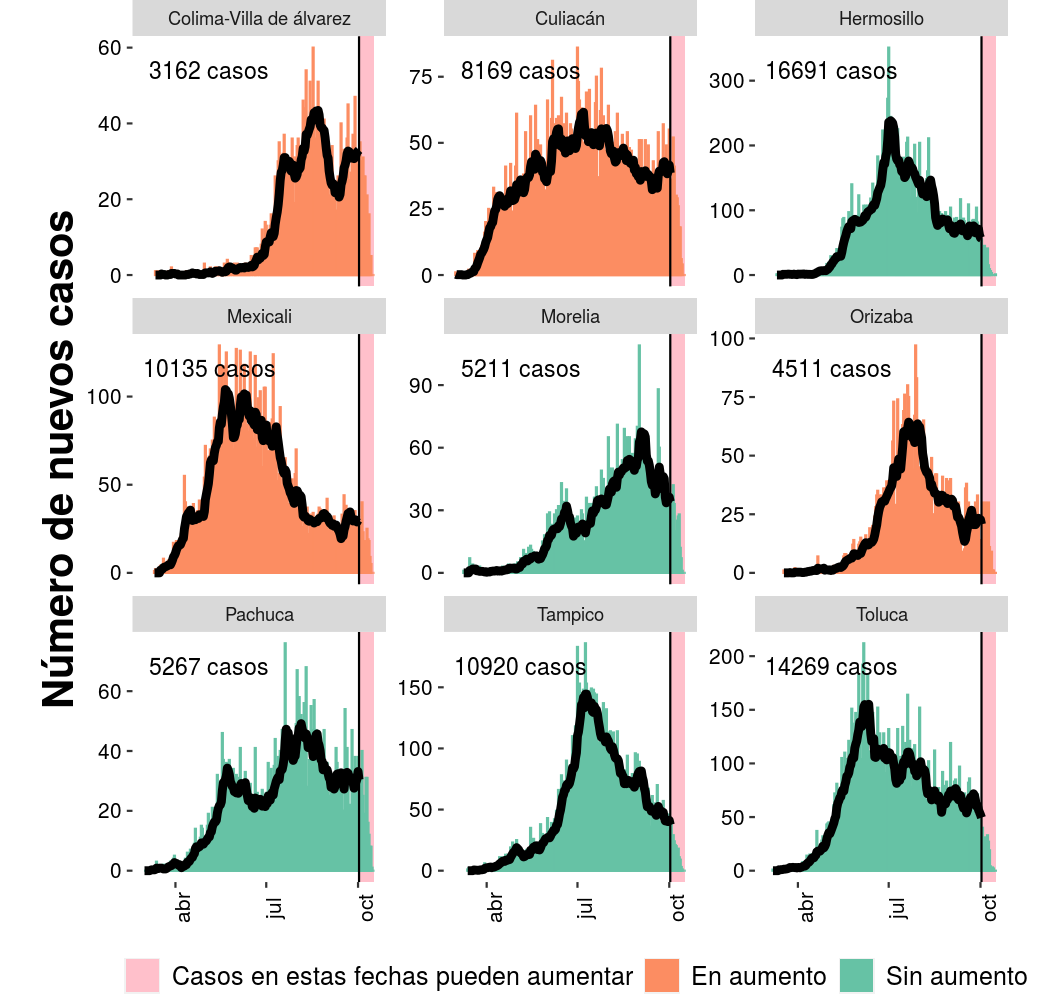 Número de nuevos casos
Colima-Villa de álvarez
Culiacán
Hermosillo
3162 casos
8169 casos
16691 casos
60
40
20
0
75
50
25
0
300
200
100
0
Mexicali
Morelia
Orizaba
10135 casos
5211 casos
4511 casos
100
50
0
90
60
30
0
100
75
50
25
0
Pachuca
Tampico
Toluca
5267 casos
10920 casos
14269 casos
60
40
20
0
150
100
50
0
200
150
100
50
0
abr
jul
oct
abr
jul
oct
abr
jul
oct
Casos en estas fechas pueden aumentar
En aumento
Sin aumento